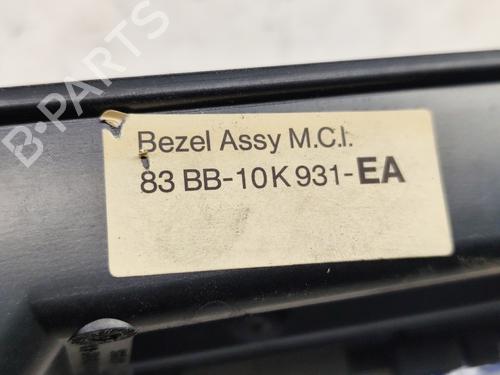 B-PARTS
Bezel Assy M.C.I.
83 BB-10K931-EA